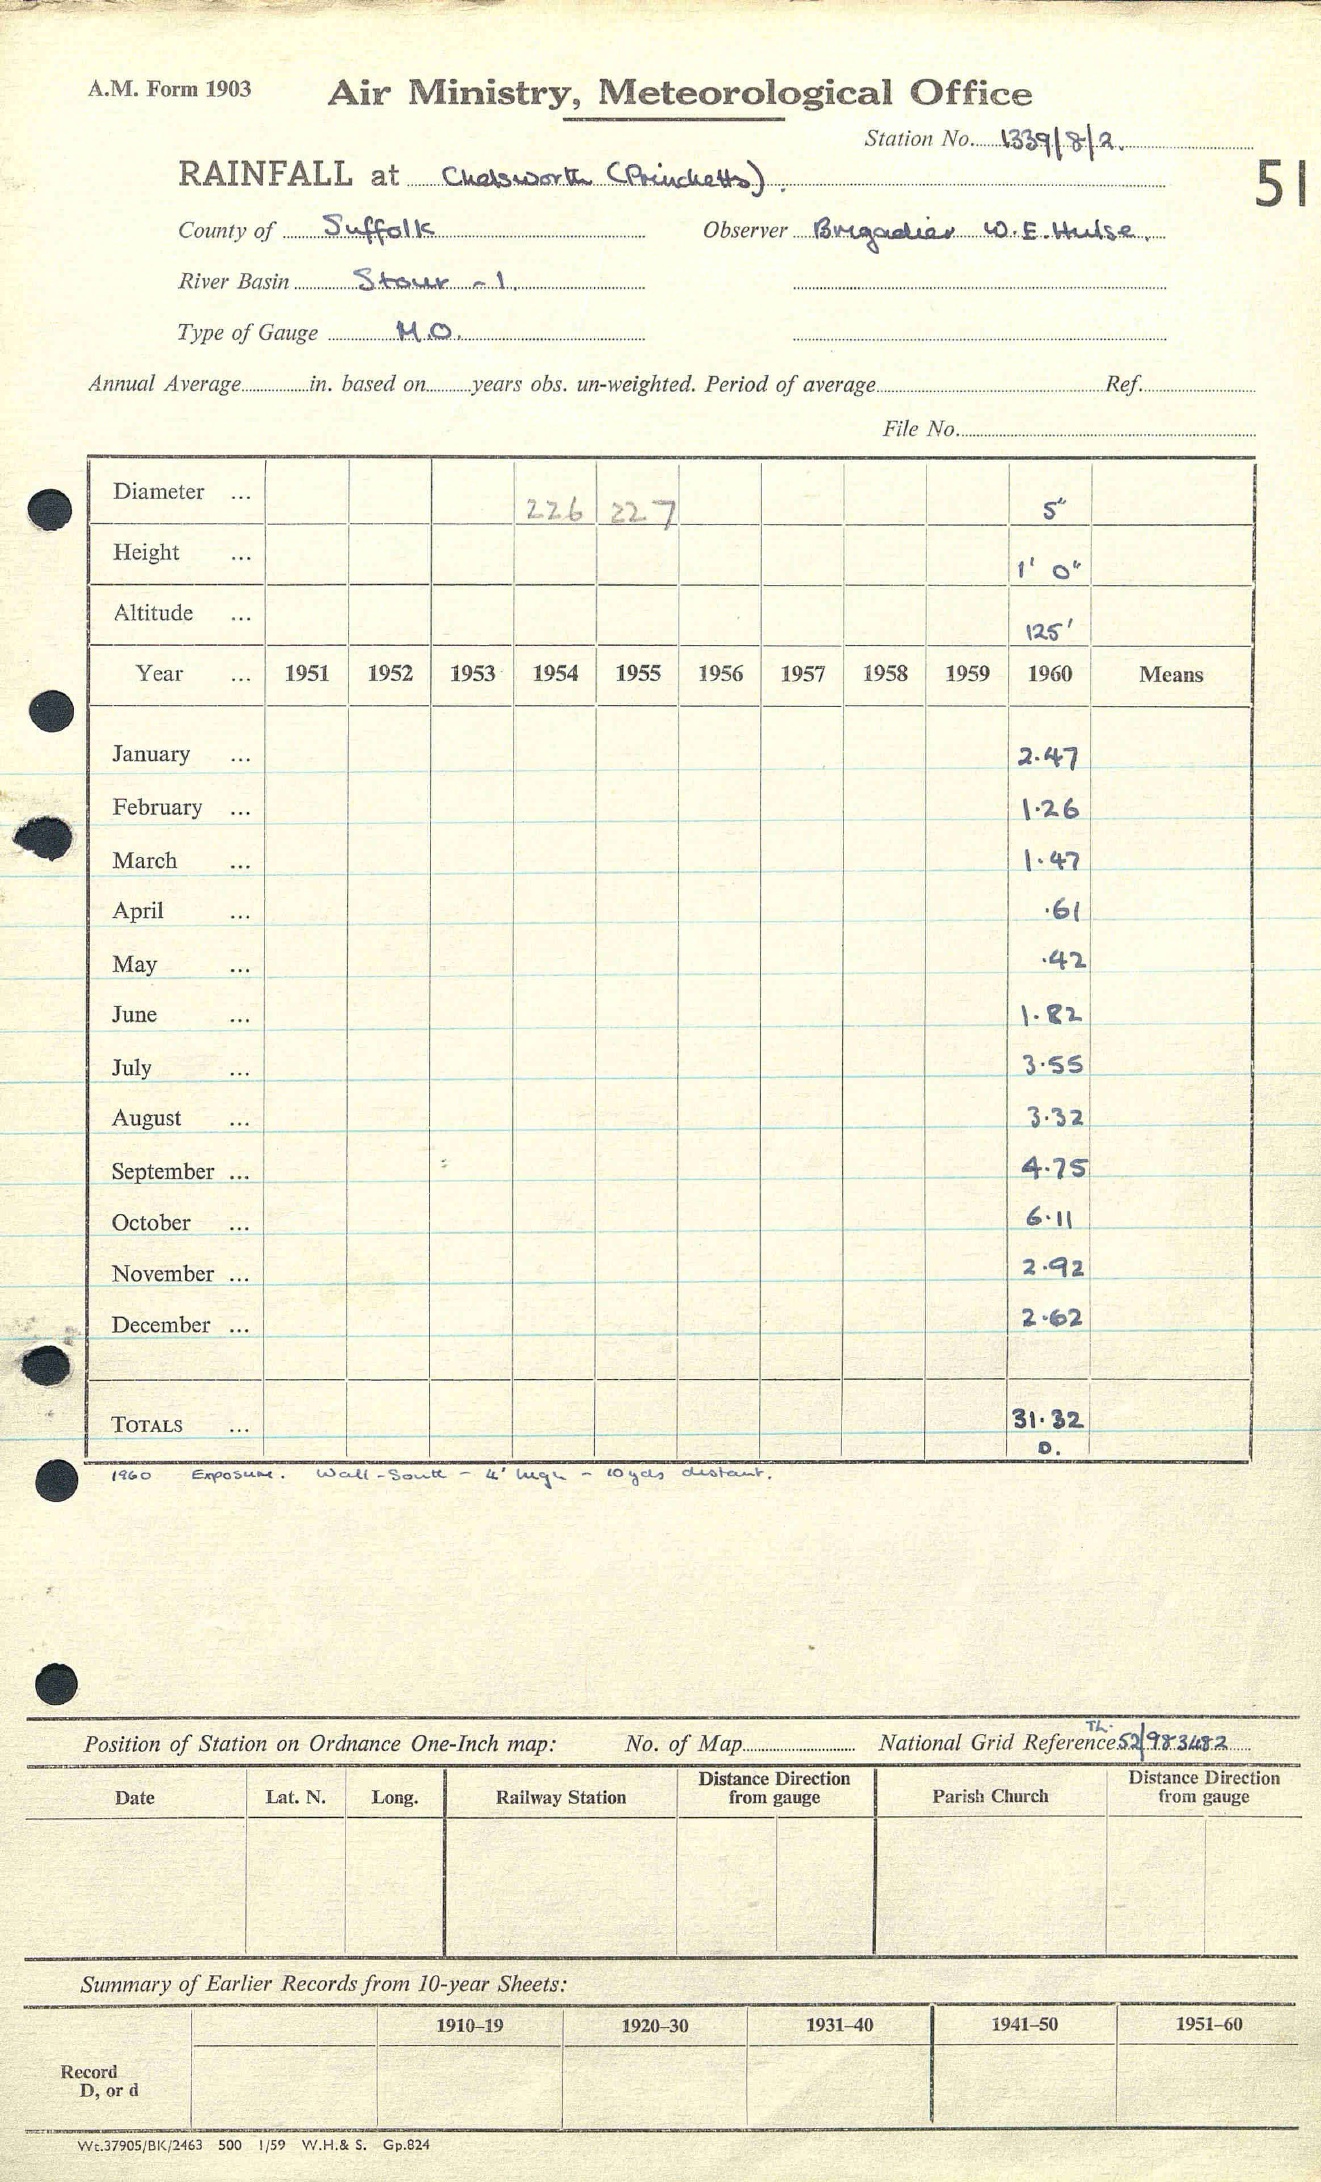 A.M. Form 1903
Air Ministry, Meteorological Office
Station No. 1339/8/2.
RAINFALL at Chelsworth (Princhetts).
51
County of Suffolk Observer Brigadier W.E. Hulse.
River Basin Stour - 1.
Type of Gauge M.O.
Annual Average in. based on years obs. un-weighted. Period of average Ref.
File No.
Diameter ... 226 227 5"
Height ... 1' 0"
Altitude ... 125'
Year ... 1951 1952 1953 1954 1955 1956 1957 1958 1959 1960 Means
January ... 2.47
February ... 1.26
March ... 1.47
April ... .61
May ... .42
June ... 1.82
July ... 3.55
August ... 3.32
September ... 4.75
October ... 6.11
November ... 2.92
December ... 2.62
TOTALS ... 31.32
D.
1960 Exposure. Wall - South - 4' high - 10 yds distant.
TL.
Position of Station on Ordnance One-Inch map: No. of Map National Grid Reference 52/983482
Date Lat. N. Long. Railway Station Distance Direction from gauge Parish Church Distance Direction from gauge
Summary of Earlier Records from 10-year Sheets:
1910–19 1920–30 1931–40 1941–50 1951–60
Record
D, or d
Wt.37905/BK/2463 500 1/59 W.H.& S. Gp.824